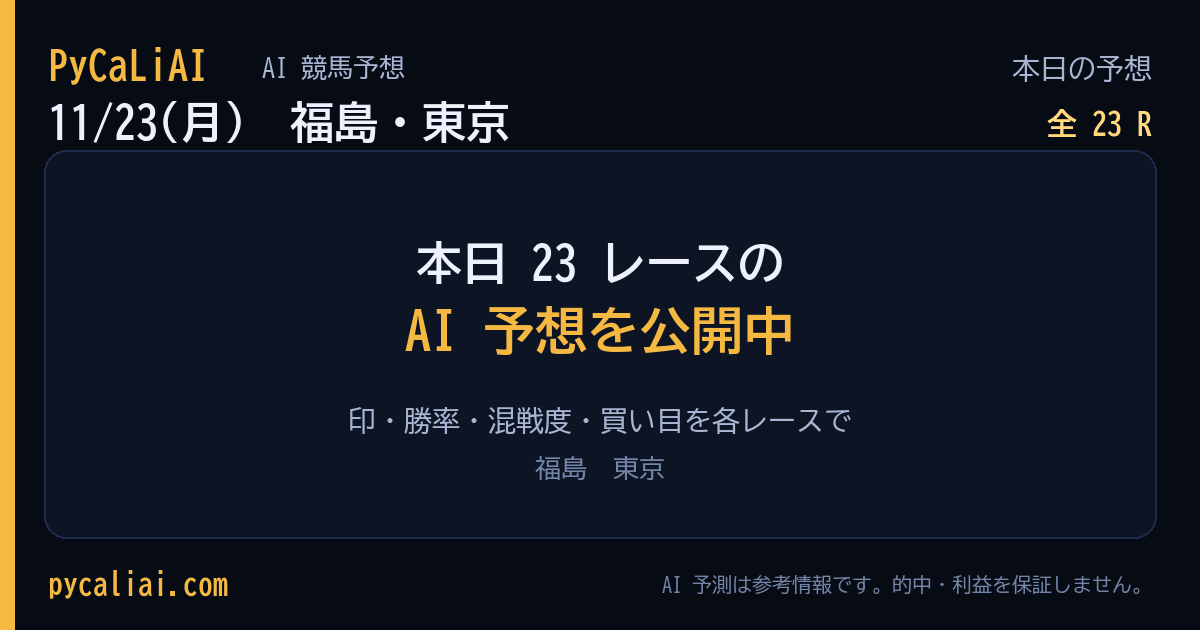 PyCaLiAI AI 競馬予想 本日の予想
11/23(月) 福島・東京 全 23 R
本日 23 レースの
AI 予想を公開中
印・勝率・混戦度・買い目を各レースで
福島 東京
pycaliai.com AI 予測は参考情報です。的中・利益を保証しません。